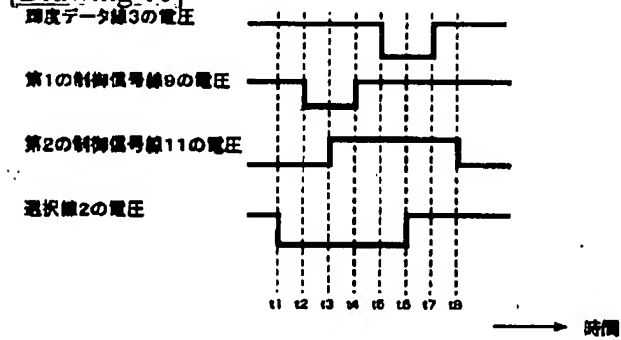 輝度データ線3の電圧
第1の制御信号線9の電圧
第2の制御信号線11の電圧
選択線2の電圧
t1 t2 t3 t4 t5 t6 t7 t8
時間